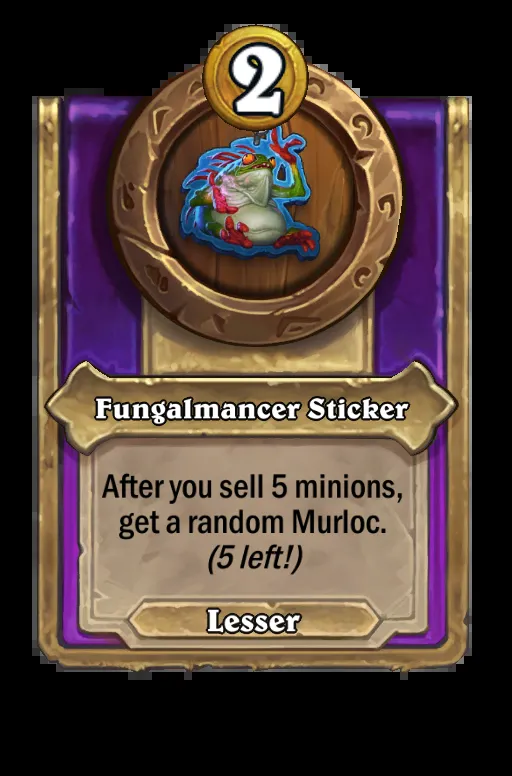 2
Fungalmancer Sticker
After you sell 5 minions,
get a random Murloc.
(5 left!)
Lesser